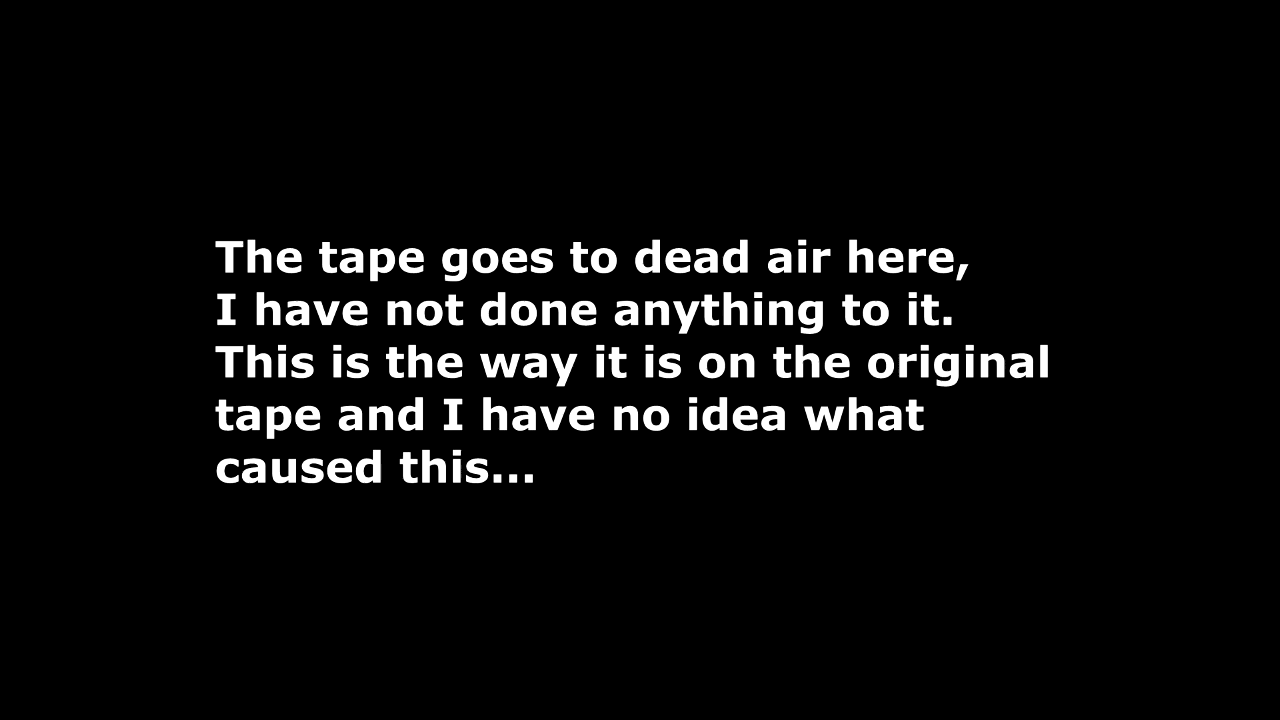 The tape goes to dead air here,
I have not done anything to it.
This is the way it is on the original
tape and I have no idea what
caused this...